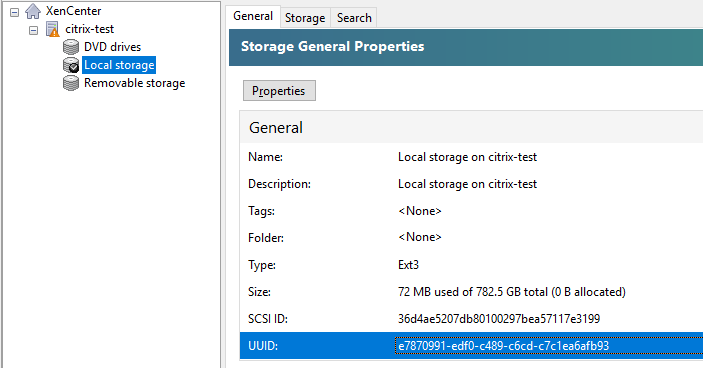 XenCenter
citrix-test
DVD drives
Local storage
Removable storage
General Storage Search
Storage General Properties
Properties
General
Name: Local storage on citrix-test
Description: Local storage on citrix-test
Tags: <None>
Folder: <None>
Type: Ext3
Size: 72 MB used of 782.5 GB total (0 B allocated)
SCSI ID: 36d4ae5207db80100297bea57117e3199
UUID: e7870991-edf0-c489-c6cd-c7c1ea6afb93